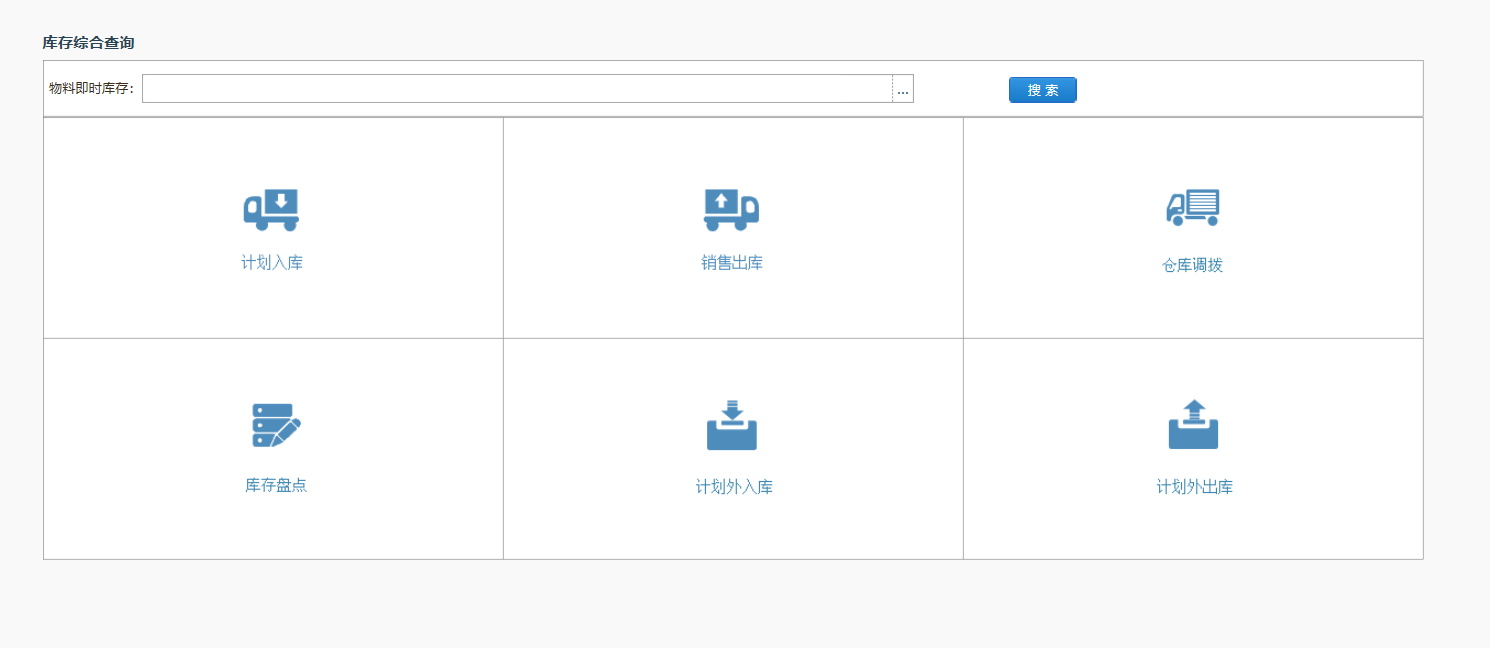 库存综合查询
物料即时库存：
...
搜 索
计划入库
销售出库
仓库调拨
库存盘点
计划外入库
计划外出库